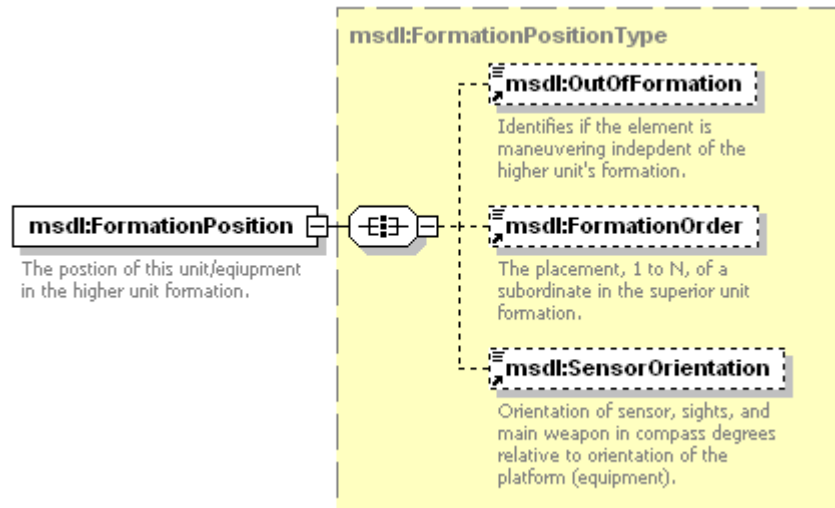 msdl:FormationPositionType
msdl:OutOfFormation
Identifies if the element is
maneuvering indepdent of the
higher unit's formation.
msdl:FormationPosition
The postion of this unit/eqiupment
in the higher unit formation.
msdl:FormationOrder
The placement, 1 to N, of a
subordinate in the superior unit
formation.
msdl:SensorOrientation
Orientation of sensor, sights, and
main weapon in compass degrees
relative to orientation of the
platform (equipment).